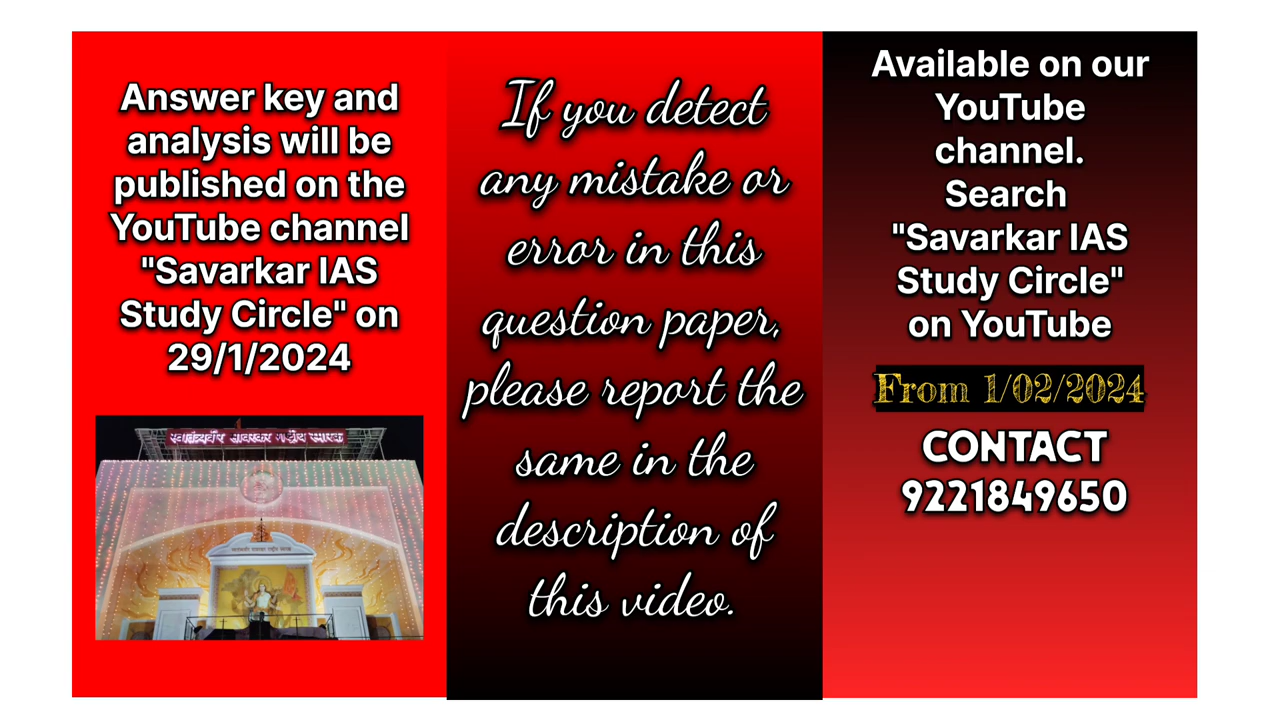 Answer key and
analysis will be
published on the
YouTube channel
"Savarkar IAS
Study Circle" on
29/1/2024
If you detect
any mistake or
error in this
question paper,
please report the
same in the
description of
this video.
Available on our
YouTube
channel.
Search
"Savarkar IAS
Study Circle"
on YouTube
From 1/02/2024
CONTACT
9221849650